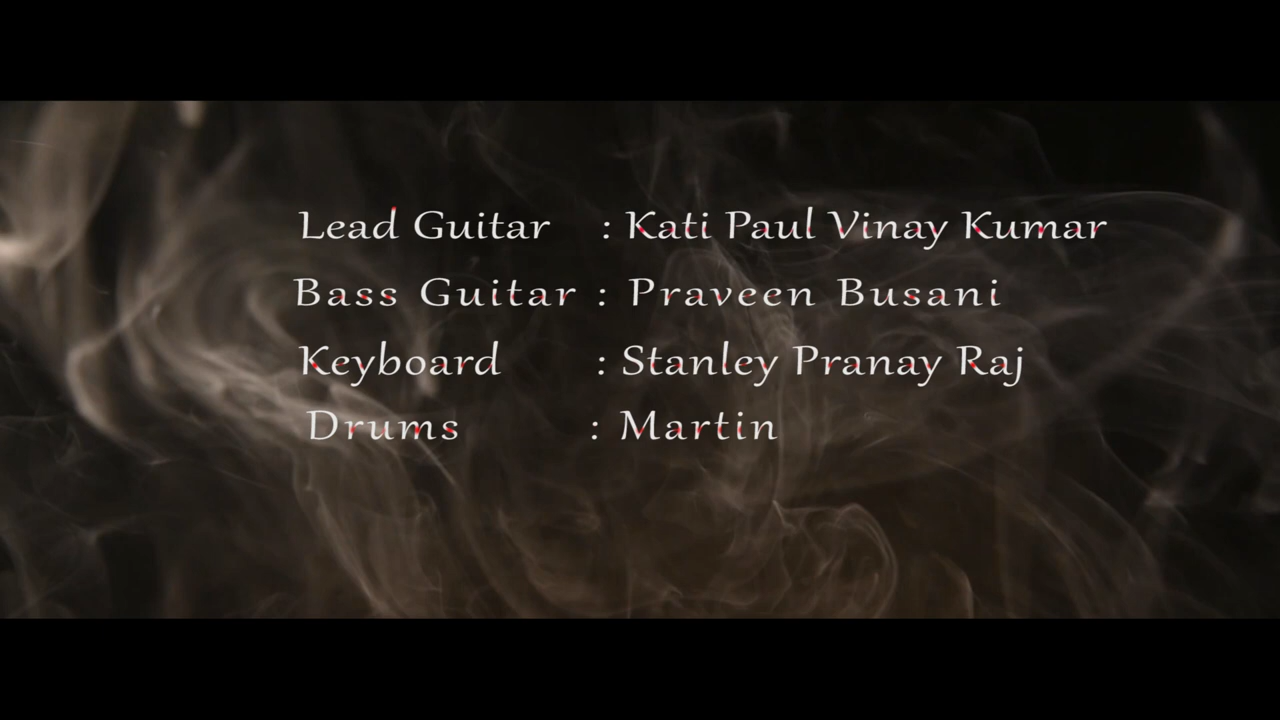 Lead Guitar : Kati Paul Vinay Kumar
Bass Guitar : Praveen Busani
Keyboard : Stanley Pranay Raj
Drums : Martin